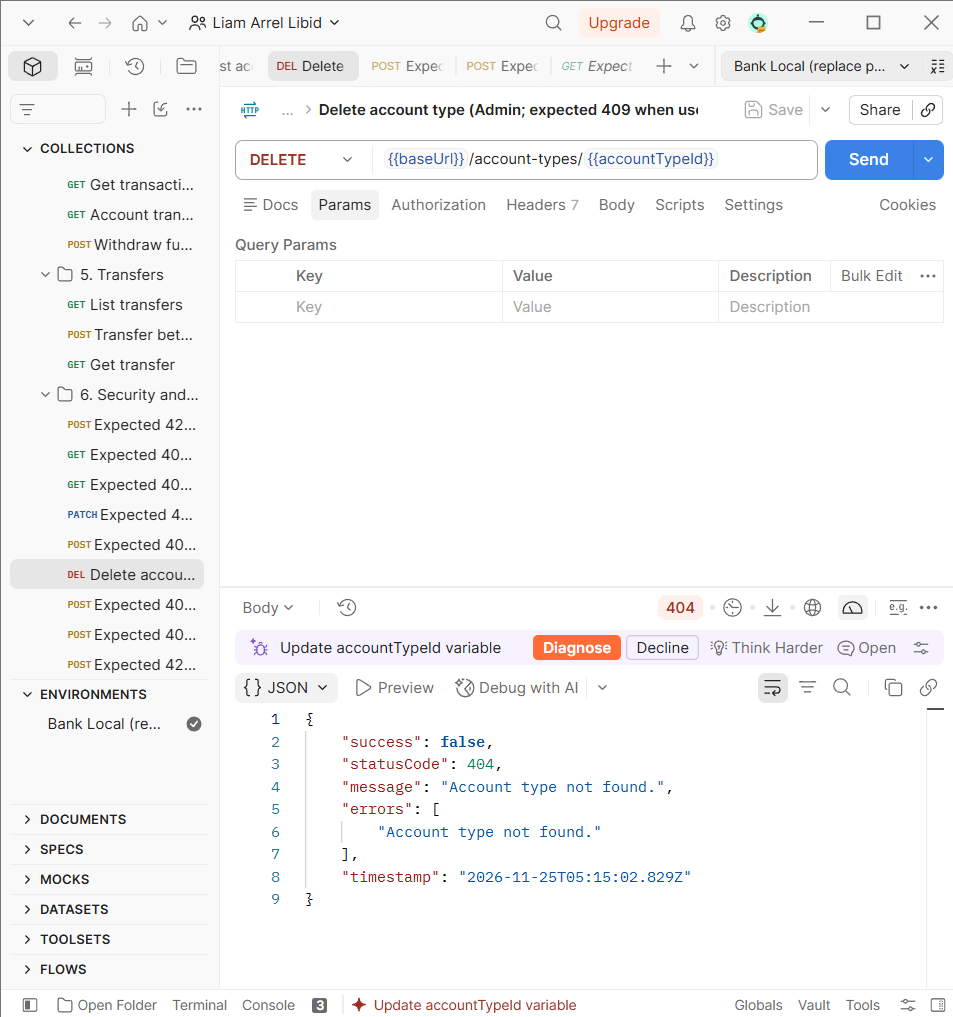 Liam Arrel Libid
Upgrade
st ac
DEL Delete
POST Expec
POST Expe
GET Expect
Bank Local (replace p...
HTTP
... > Delete account type (Admin; expected 409 when use
Save
Share
COLLECTIONS
GET Get transacti...
GET Account tran...
POST Withdraw fu...
5. Transfers
GET List transfers
POST Transfer bet...
GET Get transfer
6. Security and...
POST Expected 42...
GET Expected 40...
GET Expected 40...
PATCH Expected 4...
POST Expected 40...
DEL Delete accou...
POST Expected 40...
POST Expected 40...
POST Expected 42...
ENVIRONMENTS
Bank Local (re...
DOCUMENTS
SPECS
MOCKS
DATASETS
TOOLSETS
FLOWS
DELETE
{{baseUrl}} /account-types/ {{accountTypeId}}
Send
Docs
Params
Authorization
Headers 7
Body
Scripts
Settings
Cookies
Query Params
Key Value Description Bulk Edit ...
Key Value Description
Body
404
e.g.
Update accountTypeId variable
Diagnose
Decline
Think Harder
Open
{} JSON
Preview
Debug with AI
1 {
2 "success": false,
3 "statusCode": 404,
4 "message": "Account type not found.",
5 "errors": [
6 "Account type not found."
7 ],
8 "timestamp": "2026-11-25T05:15:02.829Z"
9 }
Open Folder
Terminal
Console
3
Update accountTypeId variable
Globals
Vault
Tools